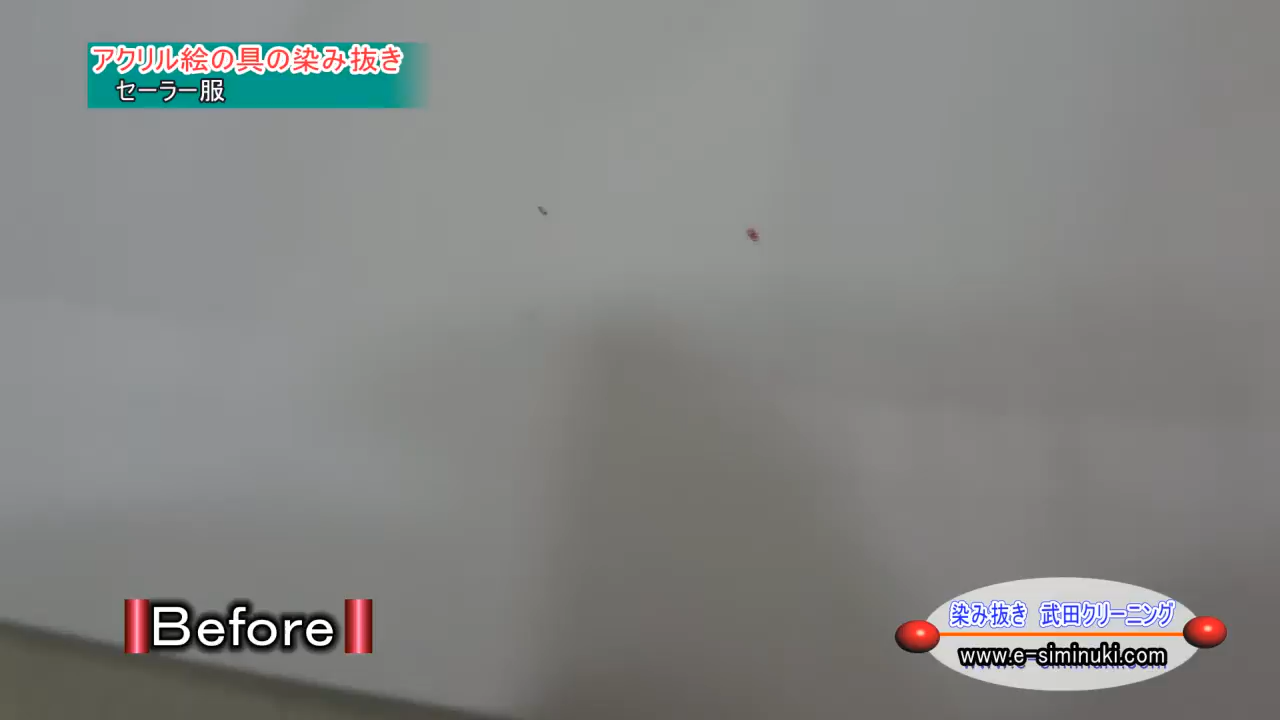 アクリル絵の具の染み抜き
セーラー服
Before
染み抜き 武田クリーニング
www.e-siminuki.com